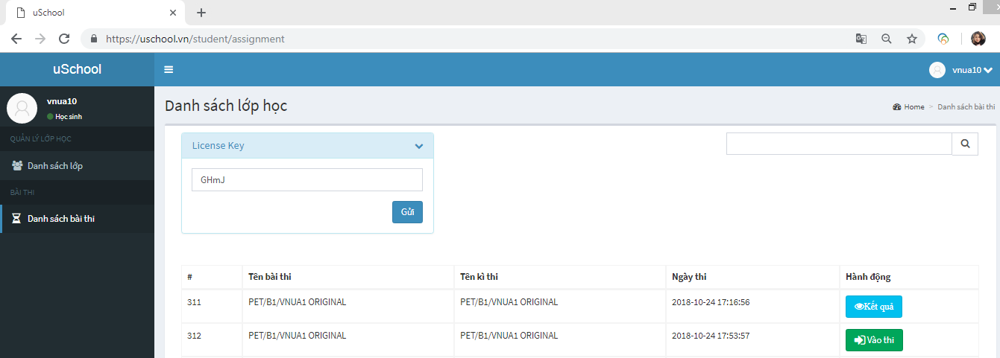 uSchool
https://uschool.vn/student/assignment
uSchool
vnua10
vnua10
Học sinh
QUẢN LÝ LỚP HỌC
Danh sách lớp
BÀI THI
Danh sách bài thi
Danh sách lớp học
Home > Danh sách bài thi
License Key
GHmJ
Gửi
# Tên bài thi Tên kì thi Ngày thi Hành động
311 PET/B1/VNUA1 ORIGINAL PET/B1/VNUA1 ORIGINAL 2018-10-24 17:16:56 Kết quả
312 PET/B1/VNUA1 ORIGINAL PET/B1/VNUA1 ORIGINAL 2018-10-24 17:53:57 Vào thi